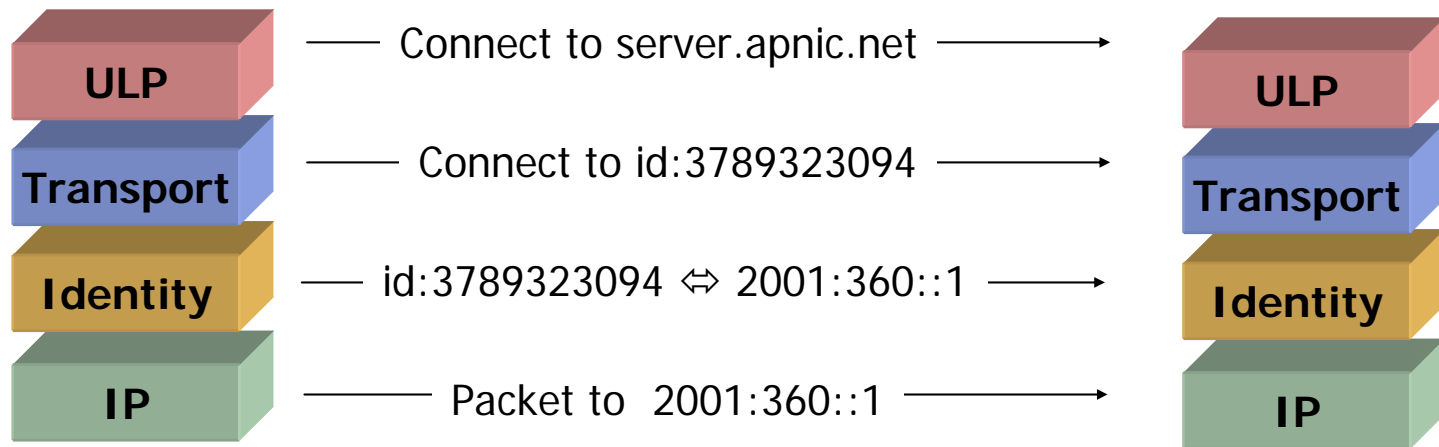 ULP
Connect to server.apnic.net
ULP
Transport
Connect to id:3789323094
Transport
Identity
id:3789323094 ⬄ 2001:360::1
Identity
IP
Packet to 2001:360::1
IP